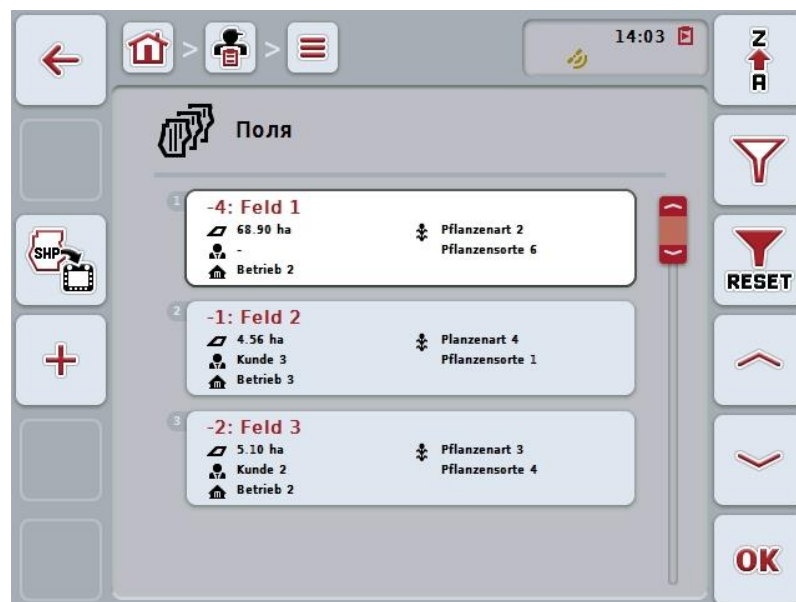 14:03
Z
A
Поля
1
-4: Feld 1
68.90 ha
Pflanzenart 2
-
Pflanzensorte 6
Betrieb 2
SHP
RESET
2
-1: Feld 2
4.56 ha
Planzenart 4
Kunde 3
Pflanzensorte 1
Betrieb 3
3
-2: Feld 3
5.10 ha
Pflanzenart 3
Kunde 2
Pflanzensorte 4
Betrieb 2
OK